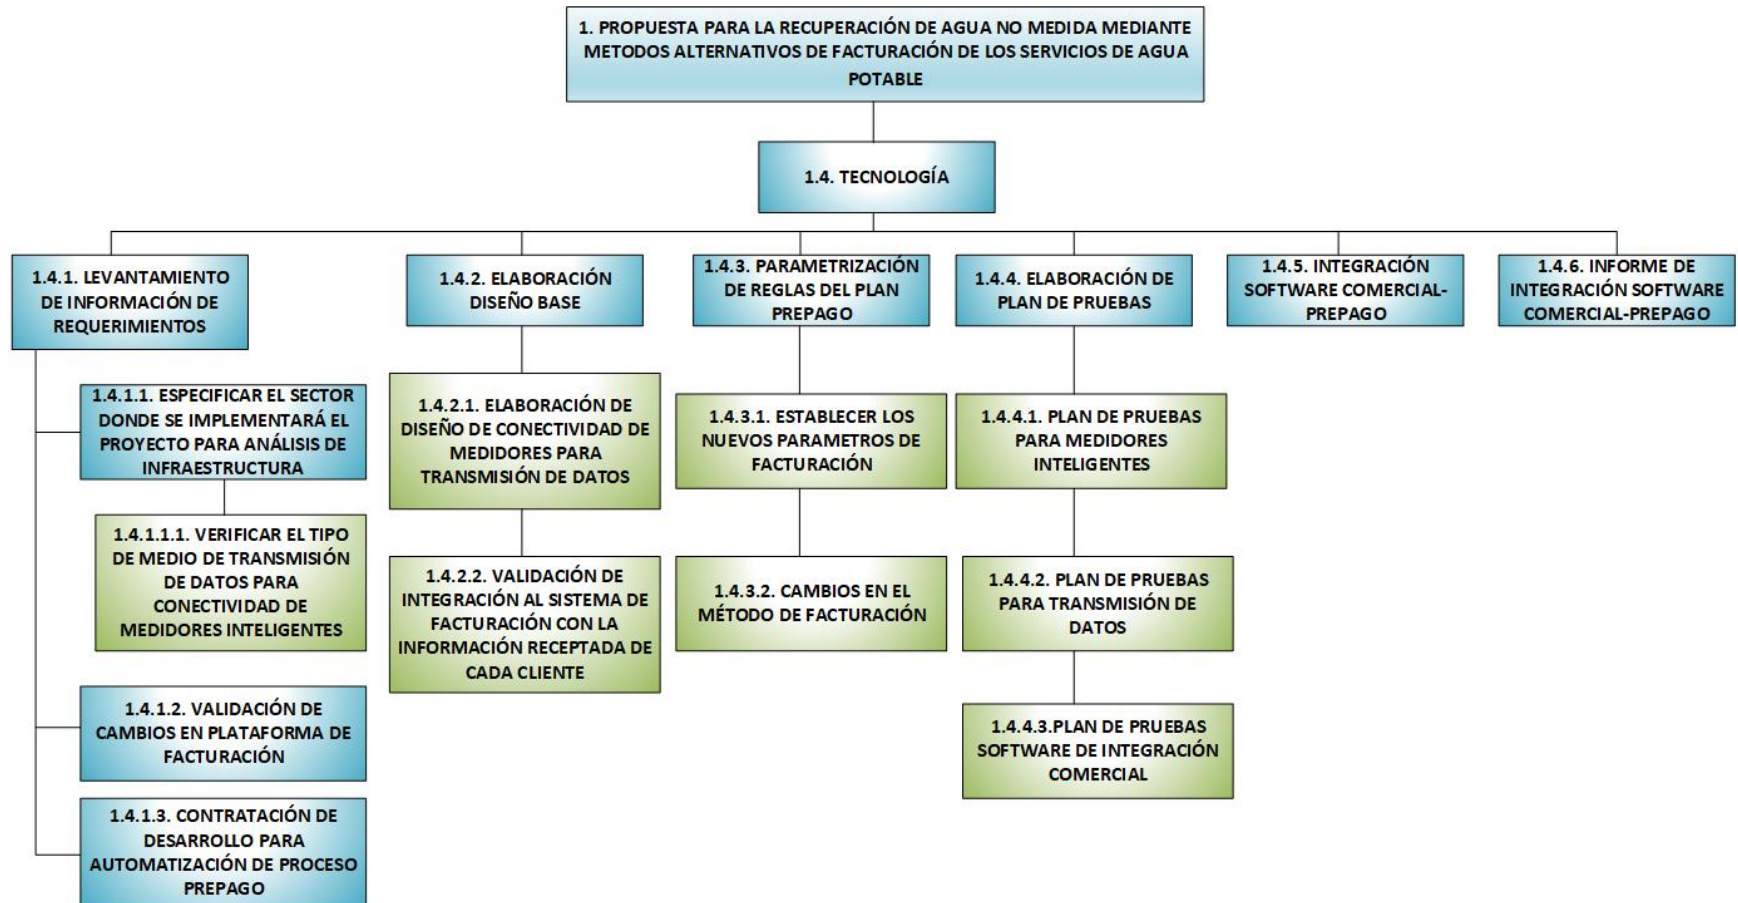 1. PROPUESTA PARA LA RECUPERACIÓN DE AGUA NO MEDIDA MEDIANTE
METODOS ALTERNATIVOS DE FACTURACIÓN DE LOS SERVICIOS DE AGUA
POTABLE
1.4. TECNOLOGÍA
1.4.1. LEVANTAMIENTO
DE INFORMACIÓN DE
REQUERIMIENTOS
1.4.1.1. ESPECIFICAR EL SECTOR
DONDE SE IMPLEMENTARÁ EL
PROYECTO PARA ANÁLISIS DE
INFRAESTRUCTURA
1.4.1.1.1. VERIFICAR EL TIPO
DE MEDIO DE TRANSMISIÓN
DE DATOS PARA
CONECTIVIDAD DE
MEDIDORES INTELIGENTES
1.4.1.2. VALIDACIÓN DE
CAMBIOS EN PLATAFORMA DE
FACTURACIÓN
1.4.1.3. CONTRATACIÓN DE
DESARROLLO PARA
AUTOMATIZACIÓN DE PROCESO
PREPAGO
1.4.2. ELABORACIÓN
DISEÑO BASE
1.4.2.1. ELABORACIÓN DE
DISEÑO DE CONECTIVIDAD DE
MEDIDORES PARA
TRANSMISIÓN DE DATOS
1.4.2.2. VALIDACIÓN DE
INTEGRACIÓN AL SISTEMA DE
FACTURACIÓN CON LA
INFORMACIÓN RECEPTADA DE
CADA CLIENTE
1.4.3. PARAMETRIZACIÓN
DE REGLAS DEL PLAN
PREPAGO
1.4.3.1. ESTABLECER LOS
NUEVOS PARAMETROS DE
FACTURACIÓN
1.4.3.2. CAMBIOS EN EL
MÉTODO DE FACTURACIÓN
1.4.4. ELABORACIÓN DE
PLAN DE PRUEBAS
1.4.4.1. PLAN DE PRUEBAS
PARA MEDIDORES
INTELIGENTES
1.4.4.2. PLAN DE PRUEBAS
PARA TRANSMISIÓN DE
DATOS
1.4.4.3.PLAN DE PRUEBAS
SOFTWARE DE INTEGRACIÓN
COMERCIAL
1.4.5. INTEGRACIÓN
SOFTWARE COMERCIAL-
PREPAGO
1.4.6. INFORME DE
INTEGRACIÓN SOFTWARE
COMERCIAL-PREPAGO